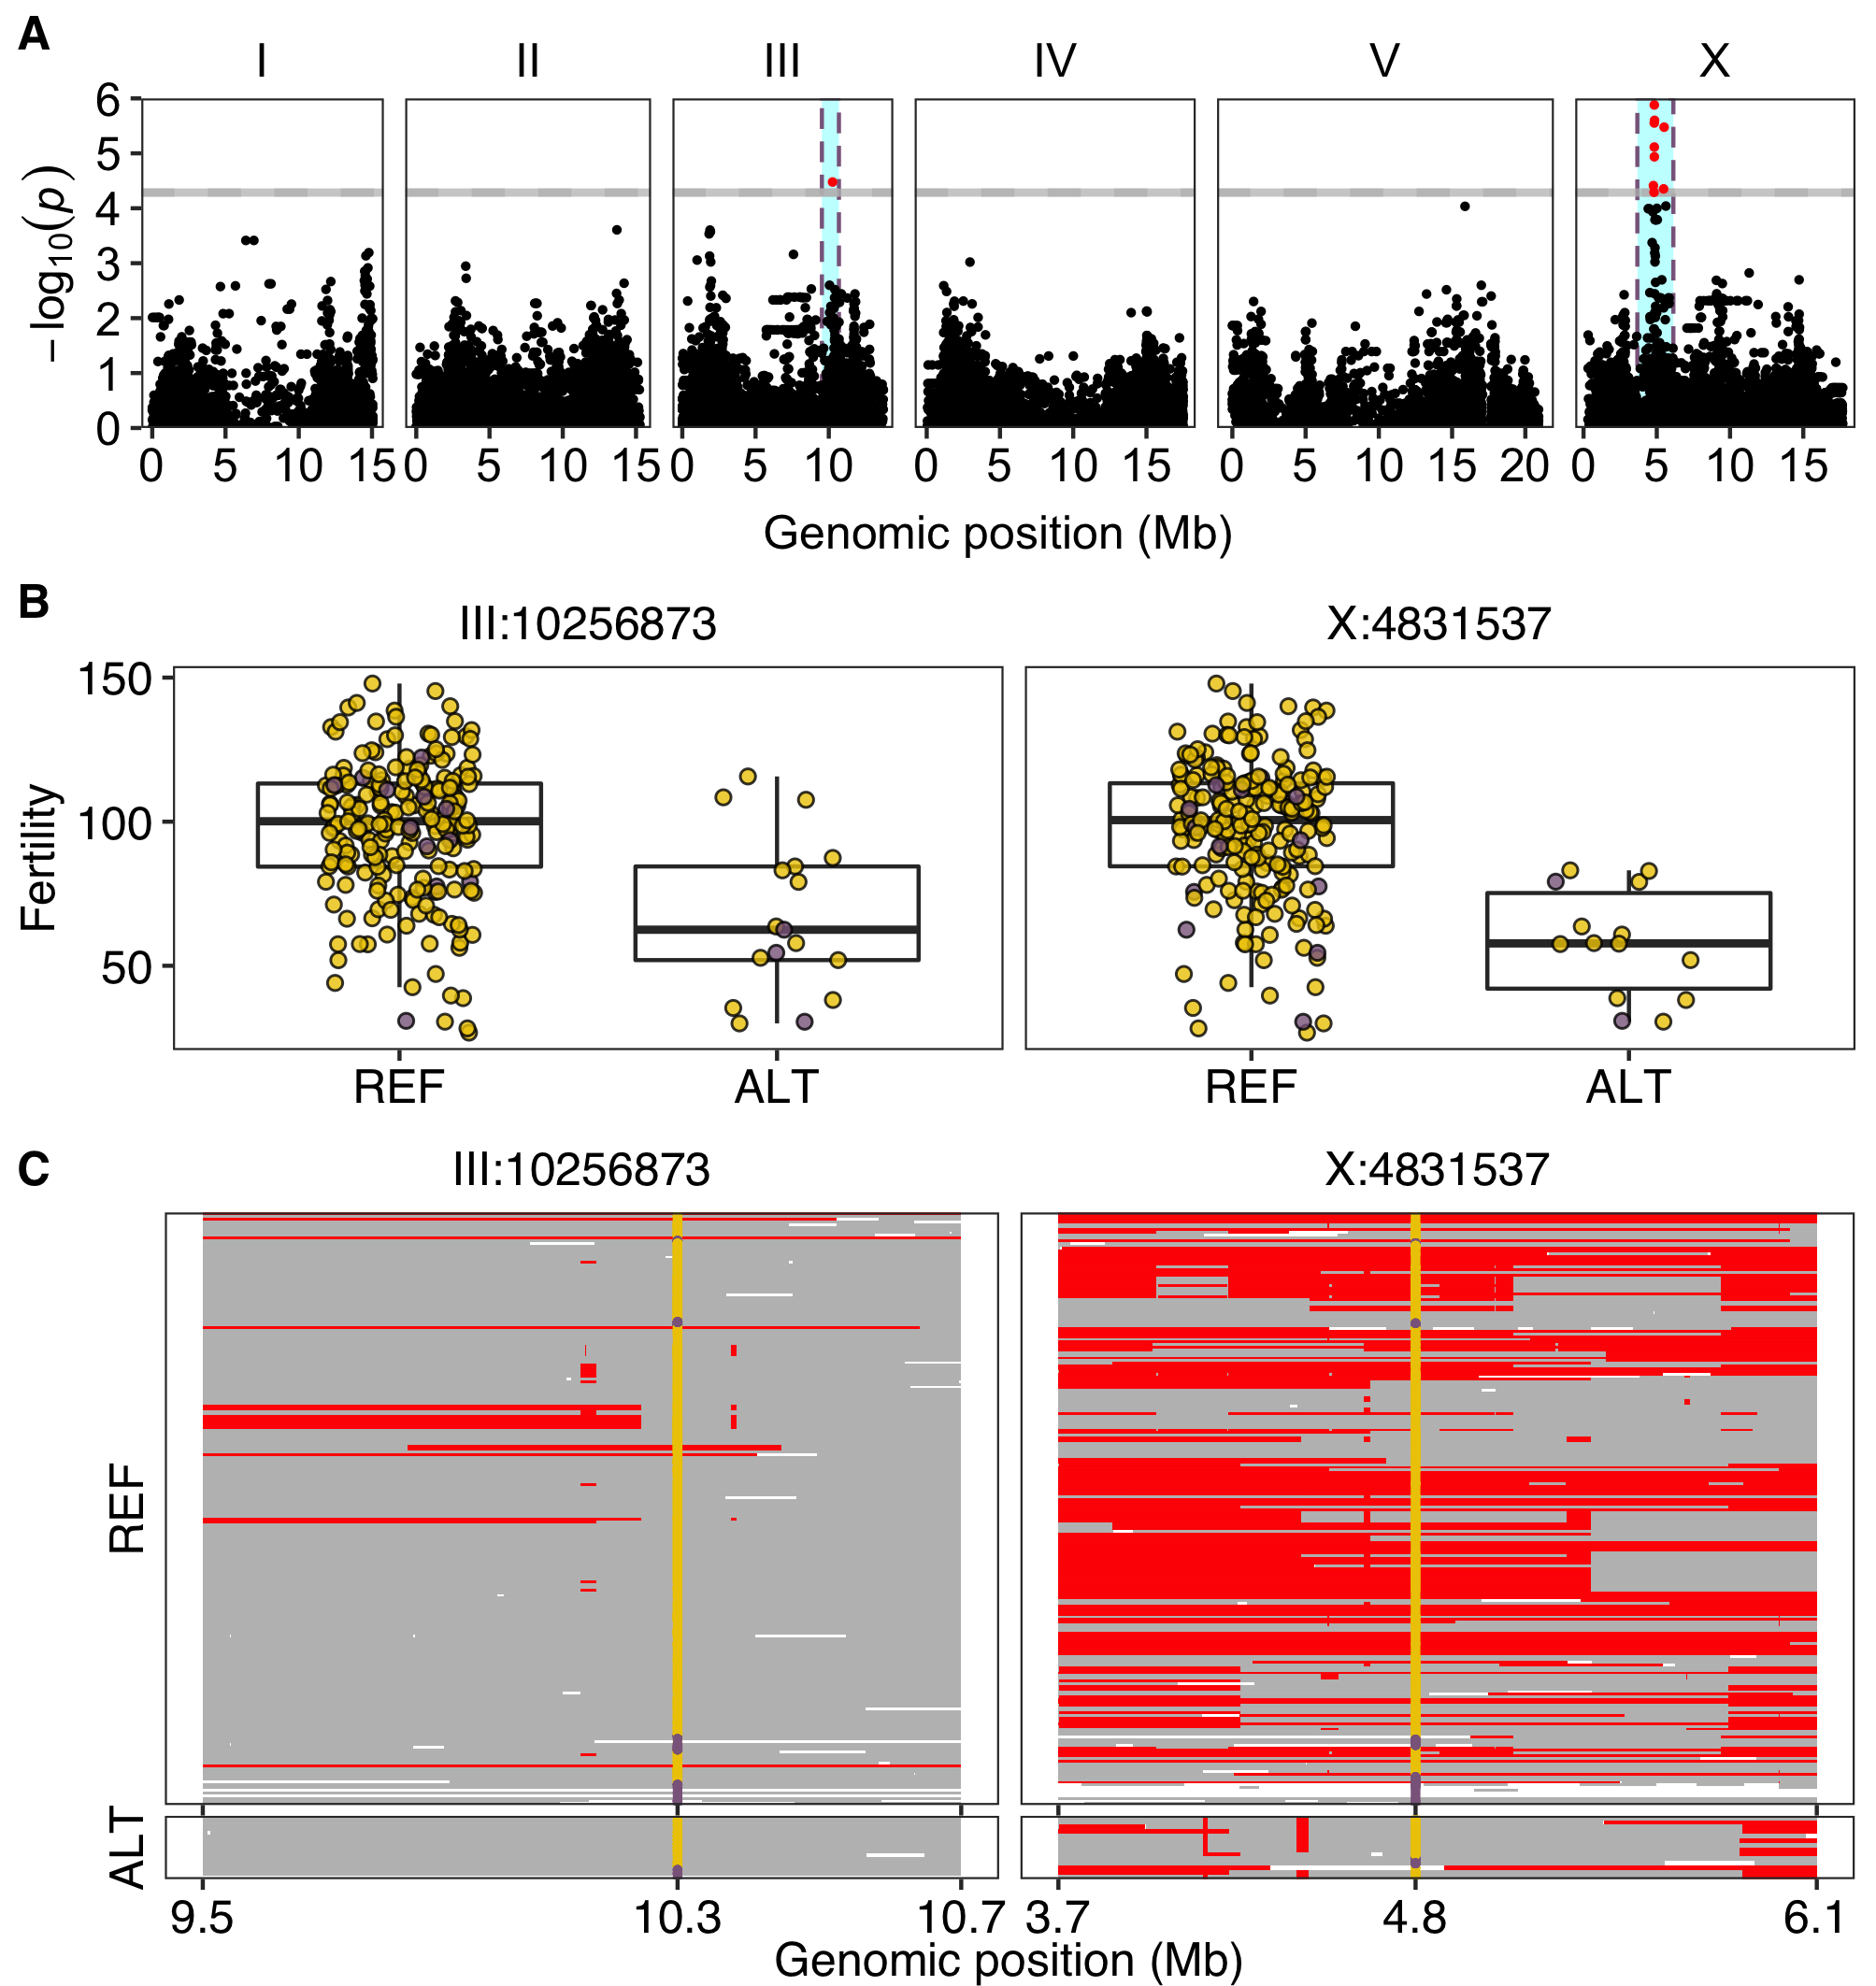 A
I II III IV V X
6
5
4
3
2
1
0
−log10(p)
0 5 10 15 0 5 10 15 0 5 10 0 5 10 15 0 5 10 15 20 0 5 10 15
Genomic position (Mb)
B
III:10256873 X:4831537
150
100
50
Fertility
REF ALT REF ALT
C
III:10256873 X:4831537
REF
ALT
9.5 10.3 10.7 3.7 4.8 6.1
Genomic position (Mb)